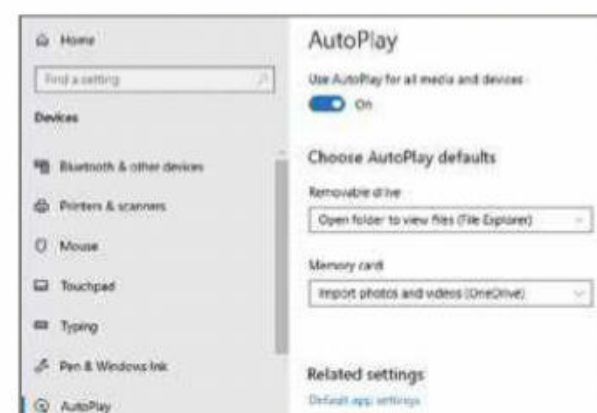 Home
Find a setting
Devices
Bluetooth & other devices
Printers & scanners
Mouse
Touchpad
Typing
Pen & Windows Ink
AutoPlay
AutoPlay
Use AutoPlay for all media and devices
On
Choose AutoPlay defaults
Removable drive
Open folder to view files (File Explorer)
Memory card
Import photos and videos (OneDrive)
Related settings
Default app settings